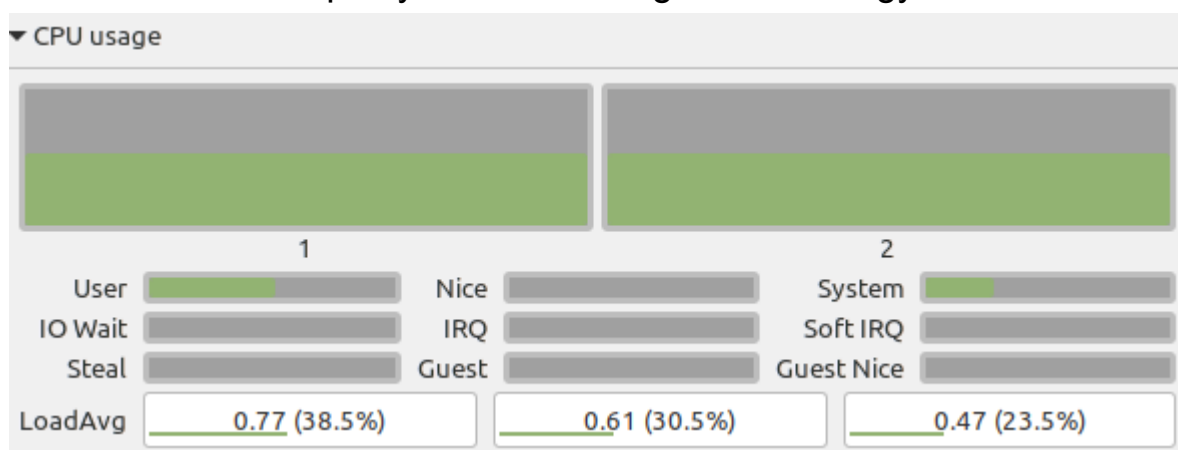 CPU usage
1 2
User Nice System
IO Wait IRQ Soft IRQ
Steal Guest Guest Nice
LoadAvg 0.77 (38.5%) 0.61 (30.5%) 0.47 (23.5%)